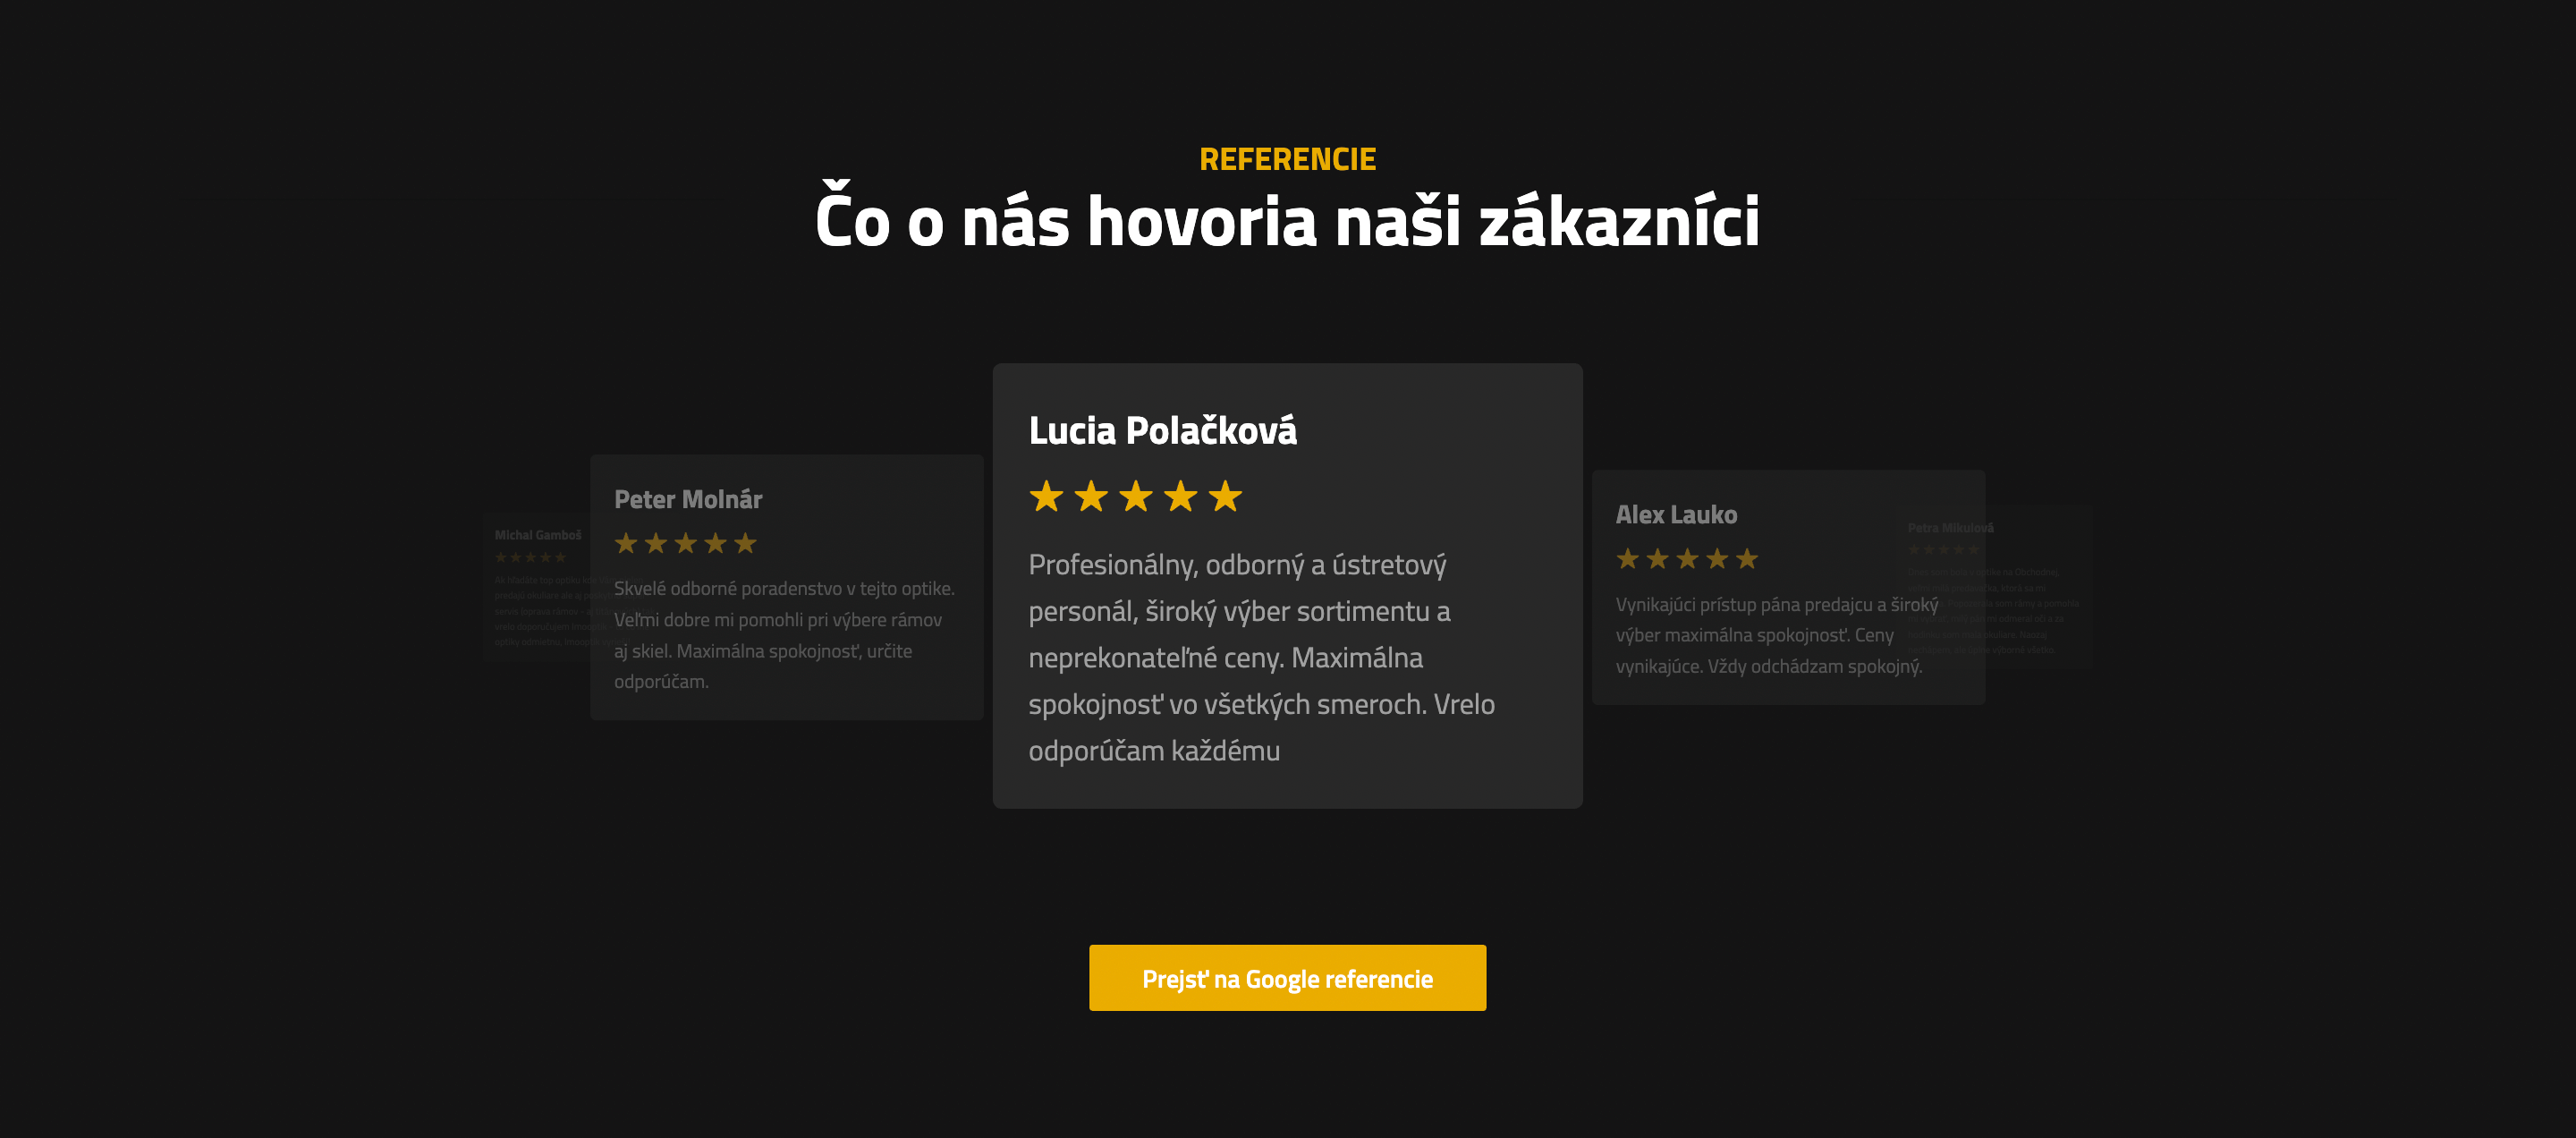 REFERENCIE
Čo o nás hovoria naši zákazníci
Michal Gamboš
Peter Molnár
Skvelé odborné poradenstvo v tejto optike.
Veľmi dobre mi pomohli pri výbere rámov
aj skiel. Maximálna spokojnosť, určite
odporúčam.
Lucia Polačková
Profesionálny, odborný a ústretový
personál, široký výber sortimentu a
neprekonateľné ceny. Maximálna
spokojnosť vo všetkých smeroch. Vrelo
odporúčam každému
Alex Lauko
Vynikajúci prístup pána predajcu a široký
výber maximálna spokojnosť. Ceny
vynikajúce. Vždy odchádzam spokojný.
Petra Mikulová
Prejsť na Google referencie